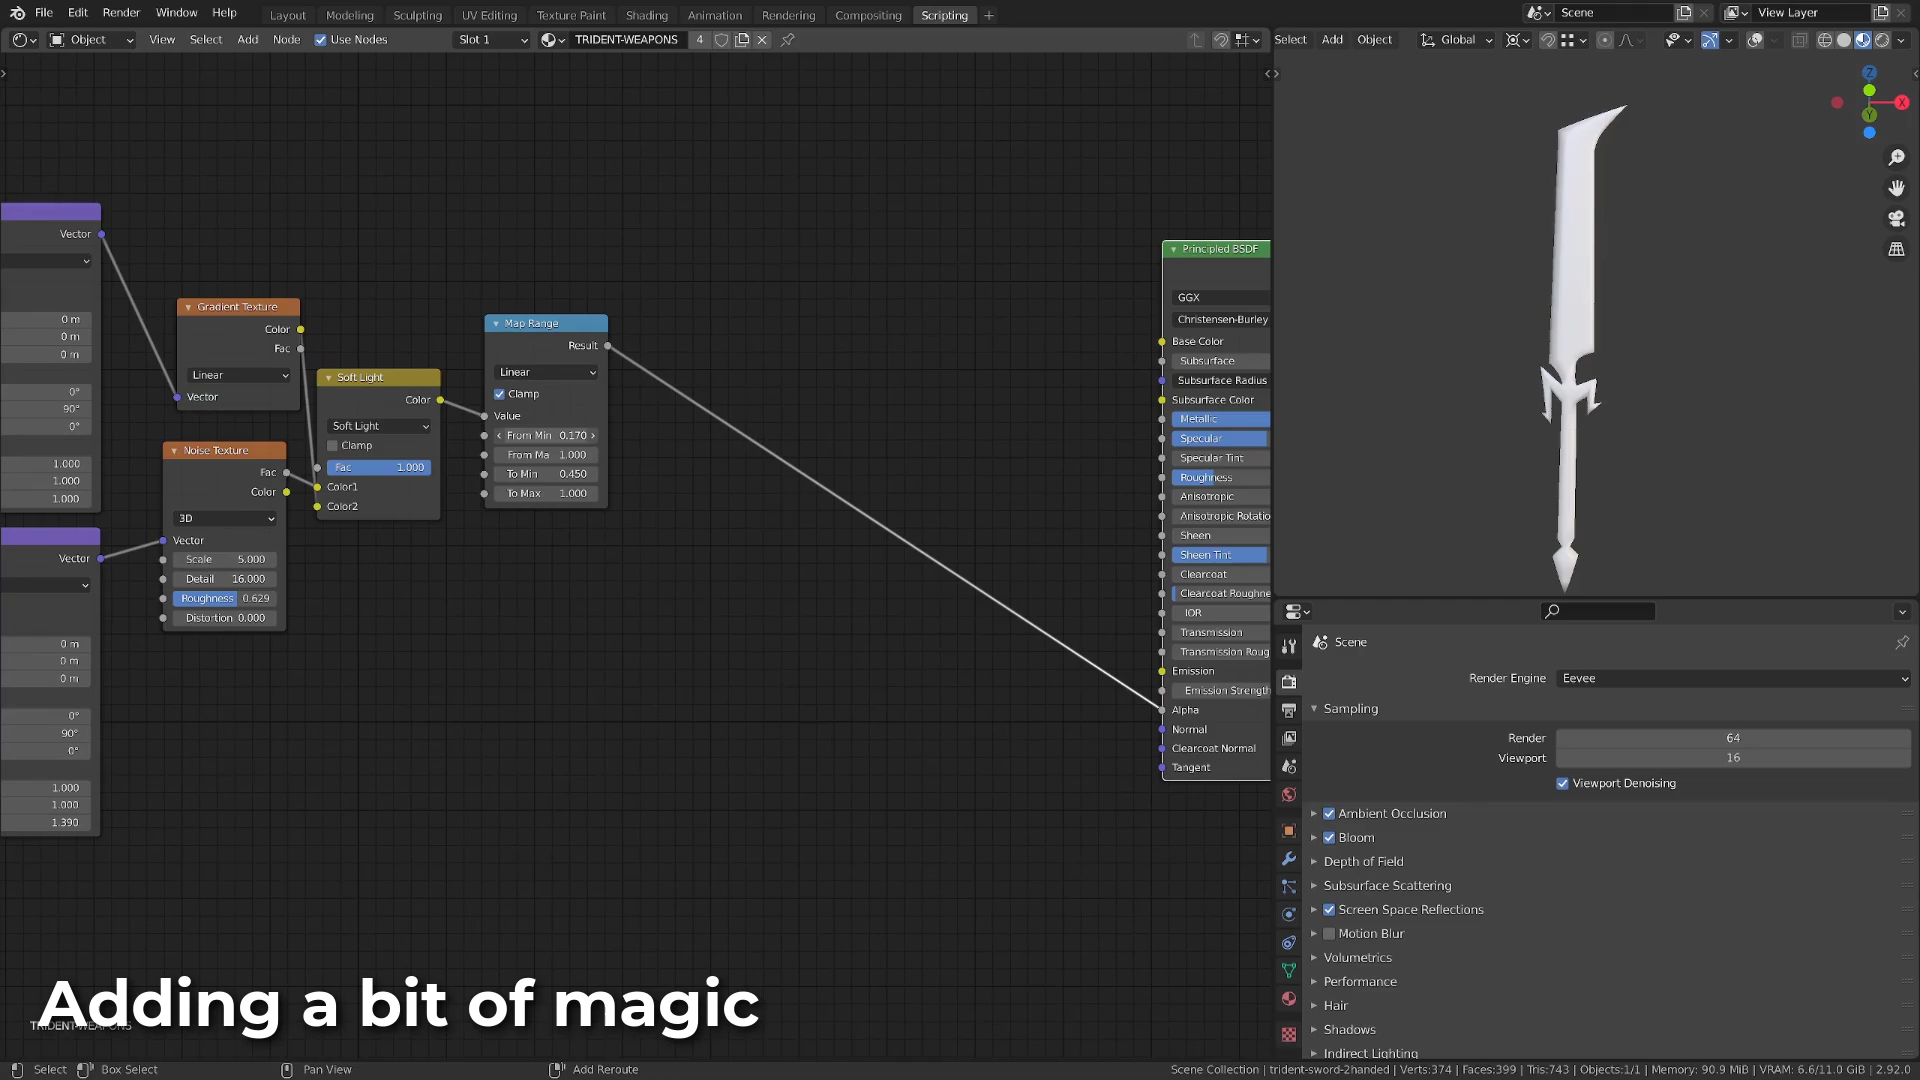 File Edit Render Window Help Layout Modeling Sculpting UV Editing Texture Paint Shading Animation Rendering Compositing Scripting + Scene View Layer
Object View Select Add Node Use Nodes Slot 1 TRIDENT-WEAPONS 4 Select Add Object Global
Z
X
Y
Vector
0 m
0 m
0 m
0°
90°
0°
1.000
1.000
1.000
Vector
0 m
0 m
0 m
0°
90°
0°
1.000
1.000
1.390
Gradient Texture
Color
Fac
Linear
Vector
Noise Texture
Fac
Color
3D
Vector
Scale 5.000
Detail 16.000
Roughness 0.629
Distortion 0.000
Soft Light
Color
Soft Light
Clamp
Fac 1.000
Color1
Color2
Map Range
Result
Linear
Clamp
Value
From Min 0.170
From Ma 1.000
To Min 0.450
To Max 1.000
Principled BSDF
GGX
Christensen-Burley
Base Color
Subsurface
Subsurface Radius
Subsurface Color
Metallic
Specular
Specular Tint
Roughness
Anisotropic
Anisotropic Rotatio
Sheen
Sheen Tint
Clearcoat
Clearcoat Roughne
IOR
Transmission
Transmission Roug
Emission
Emission Strength
Alpha
Normal
Clearcoat Normal
Tangent
Scene
Render Engine Eevee
Sampling
Render 64
Viewport 16
Viewport Denoising
Ambient Occlusion
Bloom
Depth of Field
Subsurface Scattering
Screen Space Reflections
Motion Blur
Volumetrics
Performance
Hair
Shadows
Indirect Lighting
Adding a bit of magic
TRIDENT-WEAPONS
Select Box Select Pan View Add Reroute Scene Collection | trident-sword-2handed | Verts:374 | Faces:399 | Tris:743 | Objects:1/1 | Memory: 90.9 MiB | VRAM: 6.6/11.0 GiB | 2.92.0